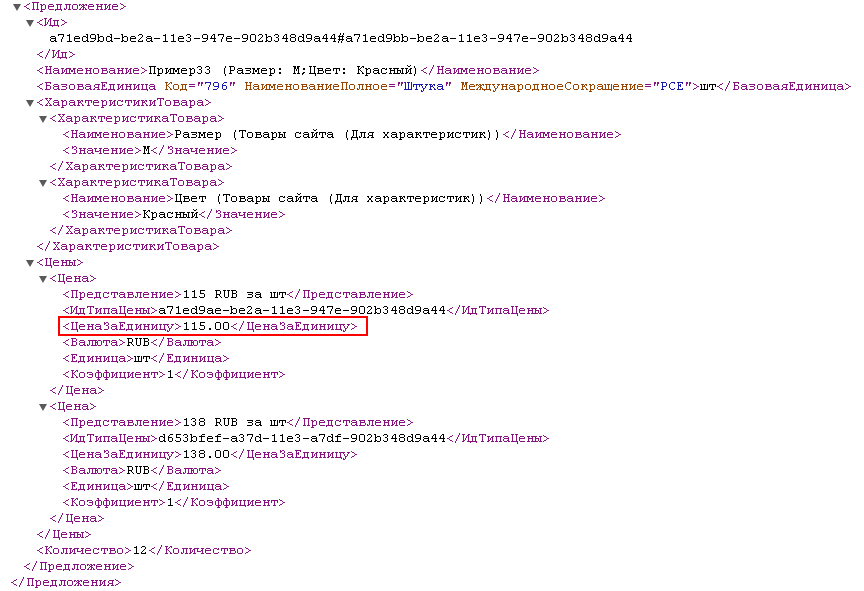 ▼<Предложение>
▼<Ид>
a71ed9bd-be2a-11e3-947e-902b348d9a44#a71ed9bb-be2a-11e3-947e-902b348d9a44
</Ид>
<Наименование>Пример33 (Размер: M;Цвет: Красный)</Наименование>
<БазоваяЕдиница Код="796" НаименованиеПолное="Штука" МеждународноеСокращение="PCE">шт</БазоваяЕдиница>
▼<ХарактеристикиТовара>
▼<ХарактеристикаТовара>
<Наименование>Размер (Товары сайта (Для характеристик))</Наименование>
<Значение>M</Значение>
</ХарактеристикаТовара>
▼<ХарактеристикаТовара>
<Наименование>Цвет (Товары сайта (Для характеристик))</Наименование>
<Значение>Красный</Значение>
</ХарактеристикаТовара>
</ХарактеристикиТовара>
▼<Цены>
▼<Цена>
<Представление>115 RUB за шт</Представление>
<ИдТипаЦены>a71ed9ae-be2a-11e3-947e-902b348d9a44</ИдТипаЦены>
<ЦенаЗаЕдиницу>115.00</ЦенаЗаЕдиницу>
<Валюта>RUB</Валюта>
<Единица>шт</Единица>
<Коэффициент>1</Коэффициент>
</Цена>
▼<Цена>
<Представление>138 RUB за шт</Представление>
<ИдТипаЦены>d653bfef-a37d-11e3-a7df-902b348d9a44</ИдТипаЦены>
<ЦенаЗаЕдиницу>138.00</ЦенаЗаЕдиницу>
<Валюта>RUB</Валюта>
<Единица>шт</Единица>
<Коэффициент>1</Коэффициент>
</Цена>
</Цены>
<Количество>12</Количество>
</Предложение>
</Предложения>